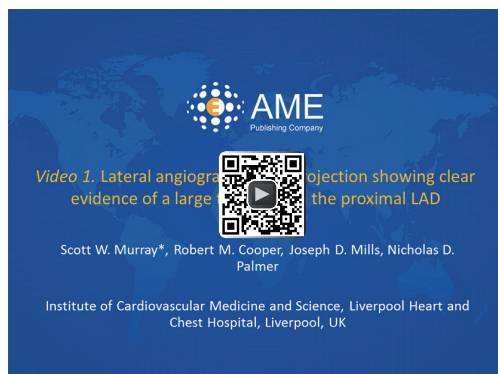 AME
Publishing Company
Video 1. Lateral angiogra ojection showing clear
evidence of a large the proximal LAD
Scott W. Murray*, Robert M. Cooper, Joseph D. Mills, Nicholas D.
Palmer
Institute of Cardiovascular Medicine and Science, Liverpool Heart and
Chest Hospital, Liverpool, UK